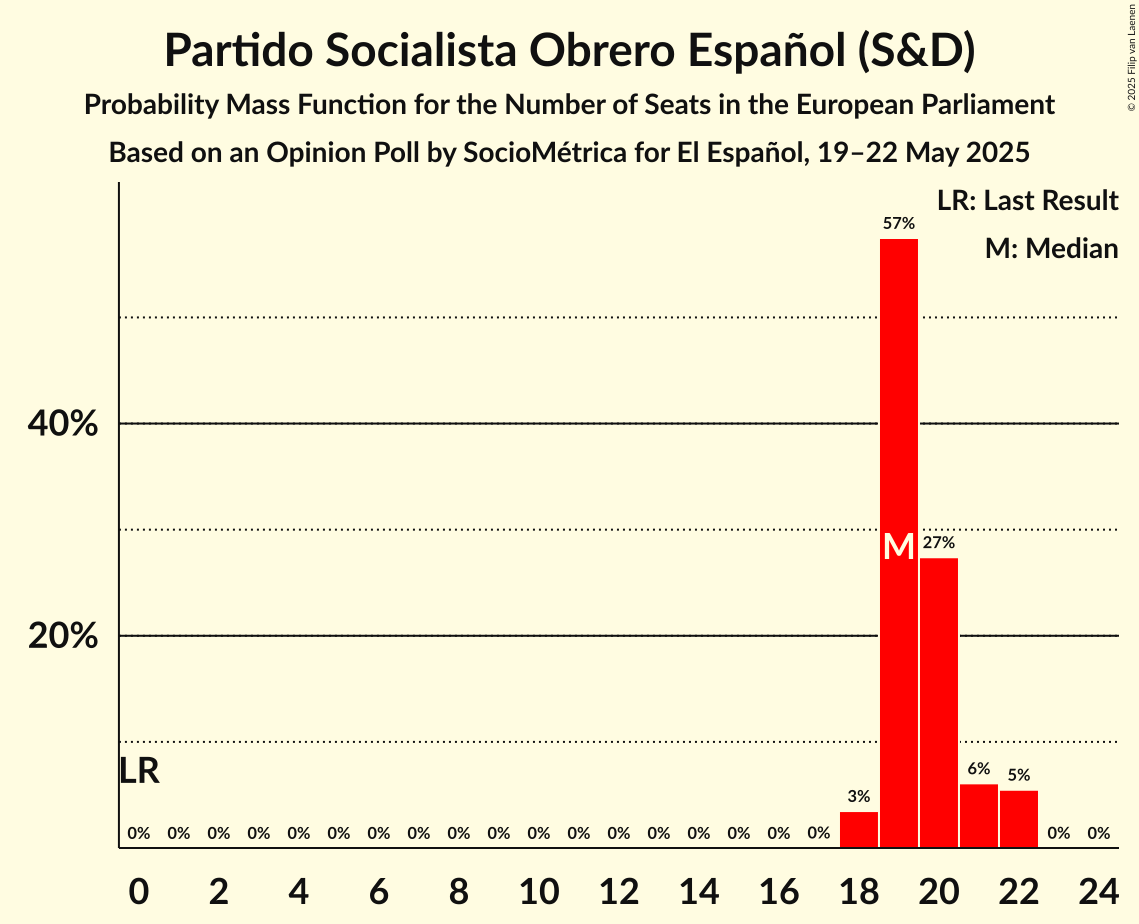 Partido Socialista Obrero Español (S&D)
Probability Mass Function for the Number of Seats in the European Parliament
Based on an Opinion Poll by SocioMétrica for El Español, 19–22 May 2025
© 2025 Filip van Laenen
LR: Last Result
M: Median
57%
40%
M
27%
20%
LR
6%
5%
3%
0% 0% 0% 0% 0% 0% 0% 0% 0% 0% 0% 0% 0% 0% 0% 0% 0% 0% 0% 0%
0 2 4 6 8 10 12 14 16 18 20 22 24